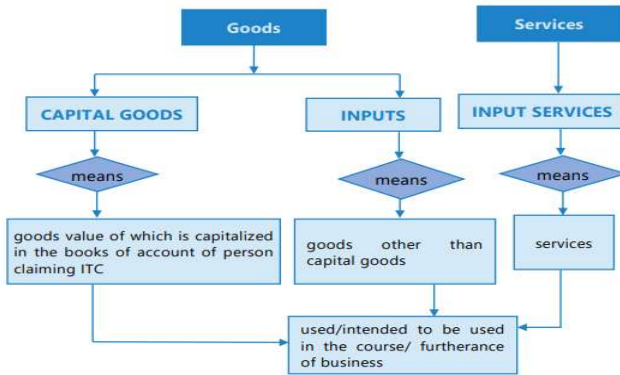 Goods
Services
CAPITAL GOODS
INPUTS
INPUT SERVICES
means
means
means
goods value of which is capitalized
in the books of account of person
claiming ITC
goods other than
capital goods
services
used/intended to be used
in the course/ furtherance
of business